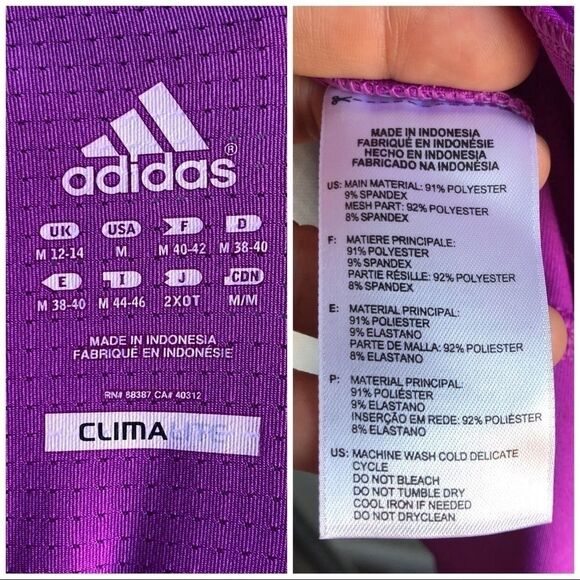 adidas®
UK USA F D
M 12-14 M M 40-42 M 38-40
E I J CDN
M 38-40 M 44-46 2XOT M/M
MADE IN INDONESIA
FABRIQUÉ EN INDONÉSIE
RN# 88387 CA# 40312
CLIMALITE
MADE IN INDONESIA
FABRIQUÉ EN INDONÉSIE
HECHO EN INDONESIA
FABRICADO NA INDONÉSIA
US: MAIN MATERIAL: 91% POLYESTER
9% SPANDEX
MESH PART: 92% POLYESTER
8% SPANDEX
F: MATIERE PRINCIPALE:
91% POLYESTER
9% SPANDEX
PARTIE RÉSILLE: 92% POLYESTER
8% SPANDEX
E: MATERIAL PRINCIPAL:
91% POLIESTER
9% ELASTANO
PARTE DE MALLA: 92% POLIESTER
8% ELASTANO
P: MATERIAL PRINCIPAL:
91% POLIÉSTER
9% ELASTANO
INSERÇÃO EM REDE: 92% POLIÉSTER
8% ELASTANO
US: MACHINE WASH COLD DELICATE
CYCLE
DO NOT BLEACH
DO NOT TUMBLE DRY
COOL IRON IF NEEDED
DO NOT DRYCLEAN